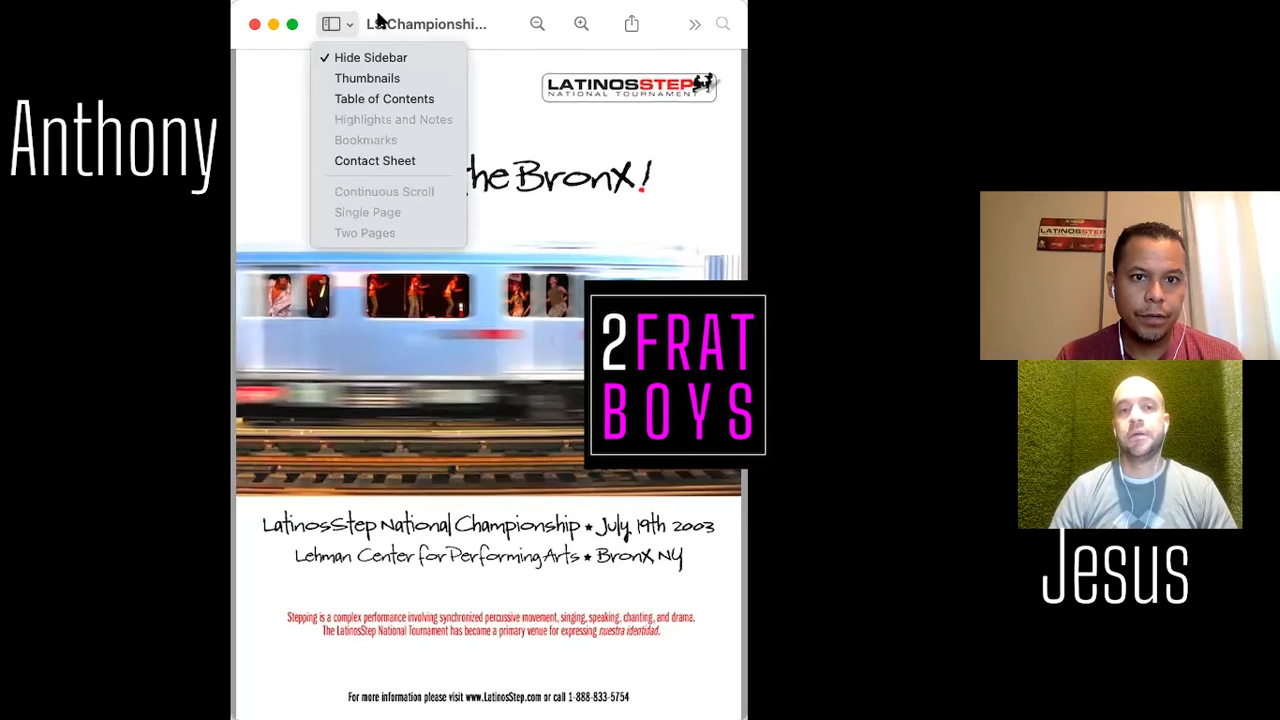 LS Championshi...
Hide Sidebar
Thumbnails
Table of Contents
Highlights and Notes
Bookmarks
Contact Sheet
Continuous Scroll
Single Page
Two Pages
LATINOSSTEP
NATIONAL TOURNAMENT
the Bronx!
Anthony
LATINOSSTEP
2FRAT
BOYS
LatinosStep National Championship ★ July 19th 2003
Lehman Center for Performing Arts ★ Bronx NY
Jesus
Stepping is a complex performance involving synchronized percussive movement, singing, speaking, chanting, and drama.
The LatinosStep National Tournament has become a primary venue for expressing nuestra identidad.
For more information please visit www.LatinosStep.com or call 1-888-833-5754